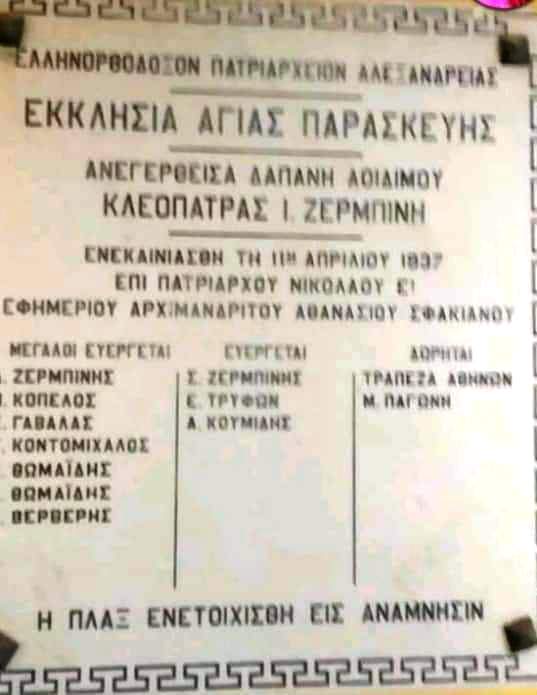 ΕΛΛΗΝΟΡΘΟΔΟΞΟΝ ΠΑΤΡΙΑΡΧΕΙΟΝ ΑΛΕΞΑΝΔΡΕΙΑΣ
ΕΚΚΛΗΣΙΑ ΑΓΙΑΣ ΠΑΡΑΣΚΕΥΗΣ
ΑΝΕΓΕΡΘΕΙΣΑ ΔΑΠΑΝΗ ΑΟΙΔΙΜΟΥ
ΚΛΕΟΠΑΤΡΑΣ Ι. ΖΕΡΜΠΙΝΗ
ΕΝΕΚΑΙΝΙΑΣΘΗ ΤΗ 11Η ΑΠΡΙΛΙΟΥ 1937
ΕΠΙ ΠΑΤΡΙΑΡΧΟΥ ΝΙΚΟΛΑΟΥ Ε!
ΕΦΗΜΕΡΙΟΥ ΑΡΧΙΜΑΝΔΡΙΤΟΥ ΑΘΑΝΑΣΙΟΥ ΣΦΑΚΙΑΝΟΥ
ΜΕΓΑΛΟΙ ΕΥΕΡΓΕΤΑΙ
ΖΕΡΜΠΙΝΗΣ
ΚΟΠΕΛΟΣ
ΓΑΒΑΛΑΣ
ΚΟΝΤΟΜΙΧΑΛΟΣ
ΘΩΜΑΪΔΗΣ
ΘΩΜΑΪΔΗΣ
ΒΕΡΒΕΡΗΣ
ΕΥΕΡΓΕΤΑΙ
Σ. ΖΕΡΜΠΙΝΗΣ
Ε. ΤΡΥΦΩΝ
Α. ΚΟΥΜΙΔΗΣ
ΔΩΡΗΤΑΙ
ΤΡΑΠΕΖΑ ΑΘΗΝΩΝ
Μ. ΠΑΓΩΝΗ
Η ΠΛΑΞ ΕΝΕΤΟΙΧΙΣΘΗ ΕΙΣ ΑΝΑΜΝΗΣΙΝ